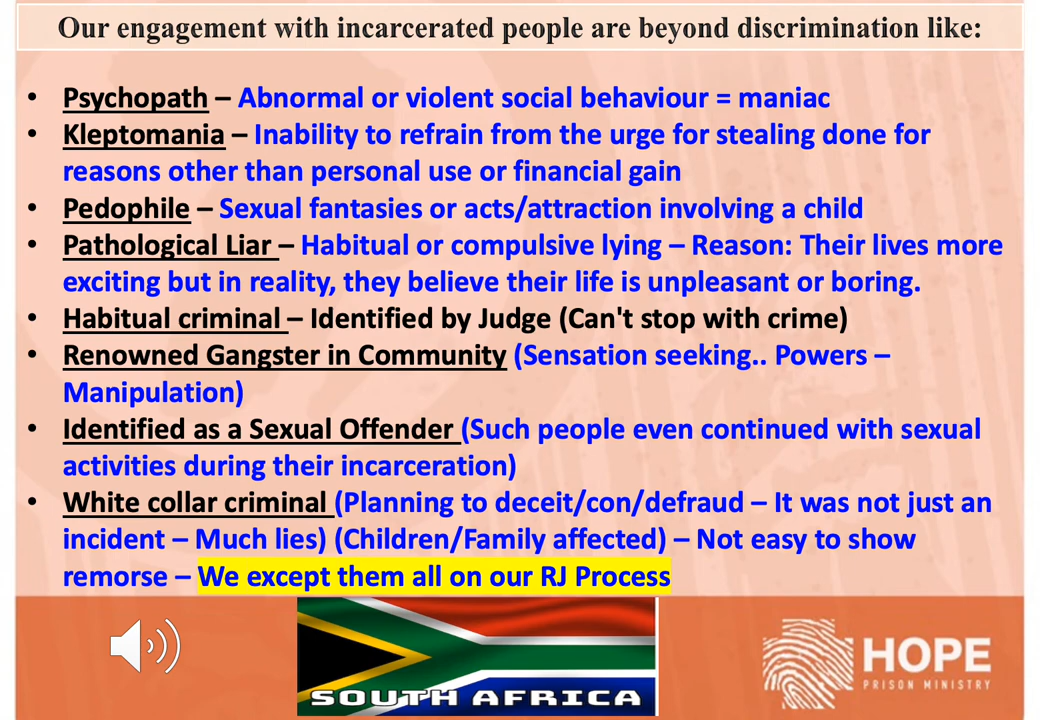 Our engagement with incarcerated people are beyond discrimination like:
• Psychopath – Abnormal or violent social behaviour = maniac
• Kleptomania – Inability to refrain from the urge for stealing done for
reasons other than personal use or financial gain
• Pedophile – Sexual fantasies or acts/attraction involving a child
• Pathological Liar – Habitual or compulsive lying – Reason: Their lives more
exciting but in reality, they believe their life is unpleasant or boring.
• Habitual criminal – Identified by Judge (Can't stop with crime)
• Renowned Gangster in Community (Sensation seeking.. Powers –
Manipulation)
• Identified as a Sexual Offender (Such people even continued with sexual
activities during their incarceration)
• White collar criminal (Planning to deceit/con/defraud – It was not just an
incident – Much lies) (Children/Family affected) – Not easy to show
remorse – We except them all on our RJ Process
SOUTH AFRICA
HOPE
PRISON MINISTRY